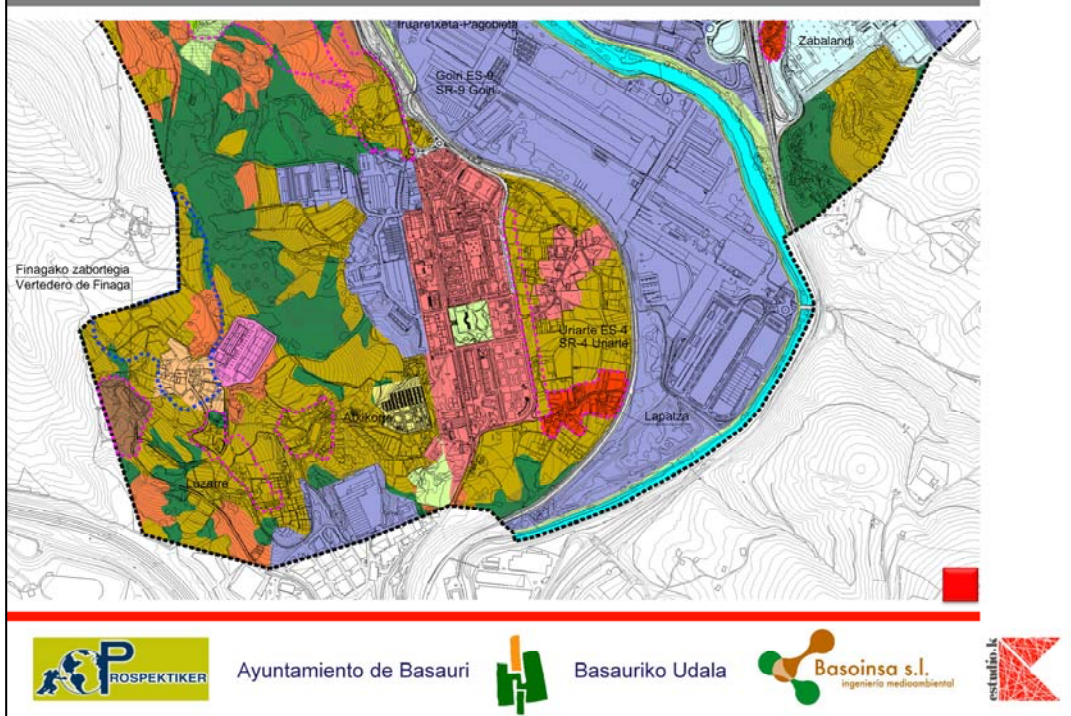 Iruaretxeta-Pagobieta
Zabalandi
Goiri ES-9
SR-9 Goiri
Finagako zabortegia
Vertedero de Finaga
Uriarte ES-4
SR-4 Uriarte
Lapatza
Luzarre
PROSPEKTIKER
Ayuntamiento de Basauri
Basauriko Udala
Basoinsa s.l.
ingeniería medioambiental
estudio.k